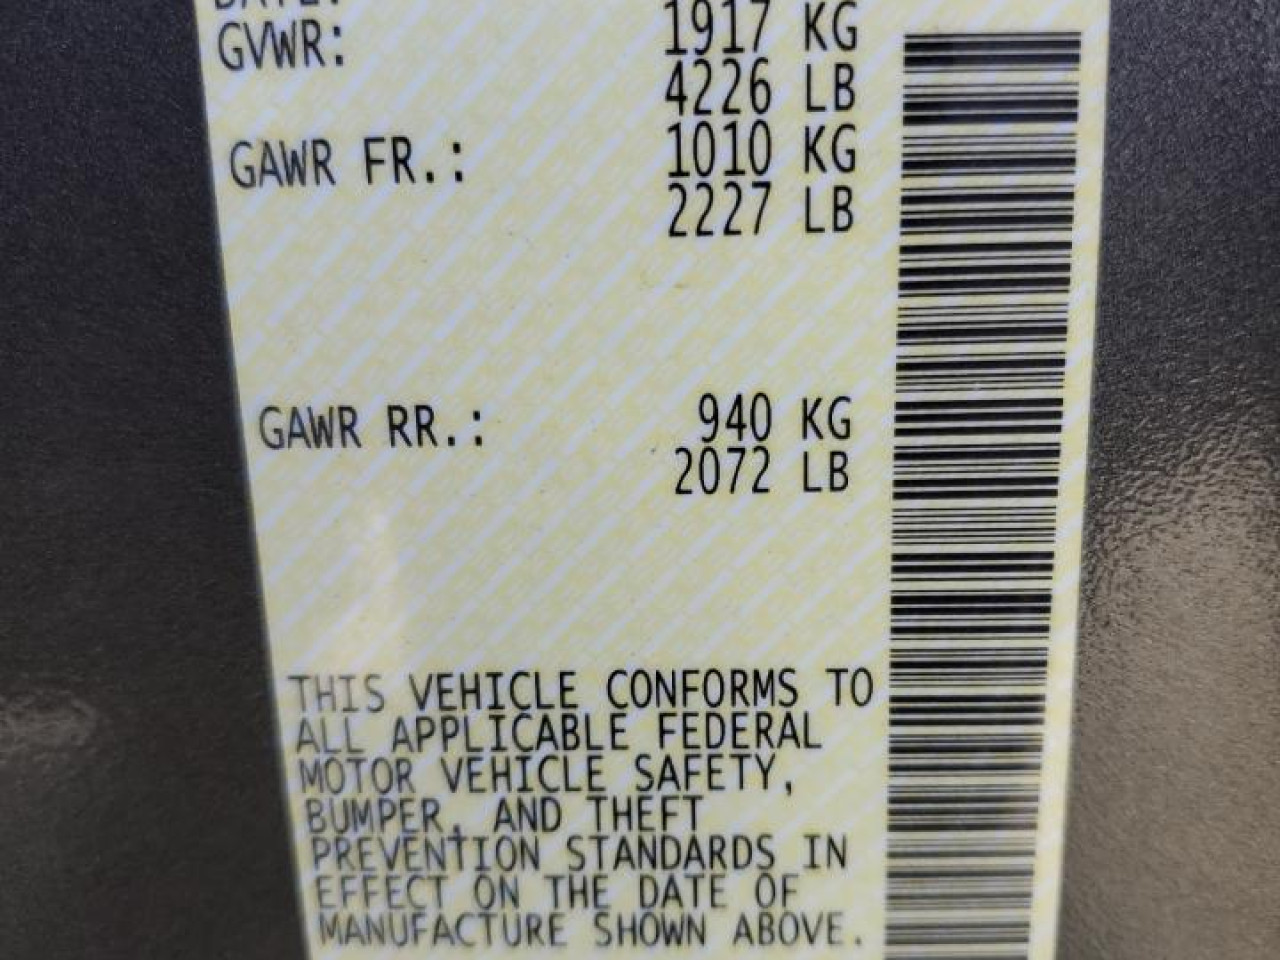 DATE:
GVWR: 1917 KG
4226 LB
GAWR FR.: 1010 KG
2227 LB
GAWR RR.: 940 KG
2072 LB
THIS VEHICLE CONFORMS TO
ALL APPLICABLE FEDERAL
MOTOR VEHICLE SAFETY,
BUMPER, AND THEFT
PREVENTION STANDARDS IN
EFFECT ON THE DATE OF
MANUFACTURE SHOWN ABOVE.